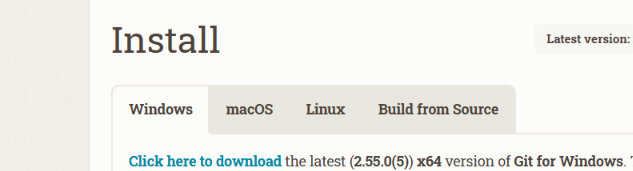 Install
Latest version:
Windows macOS Linux Build from Source
Click here to download the latest (2.55.0(5)) x64 version of Git for Windows.